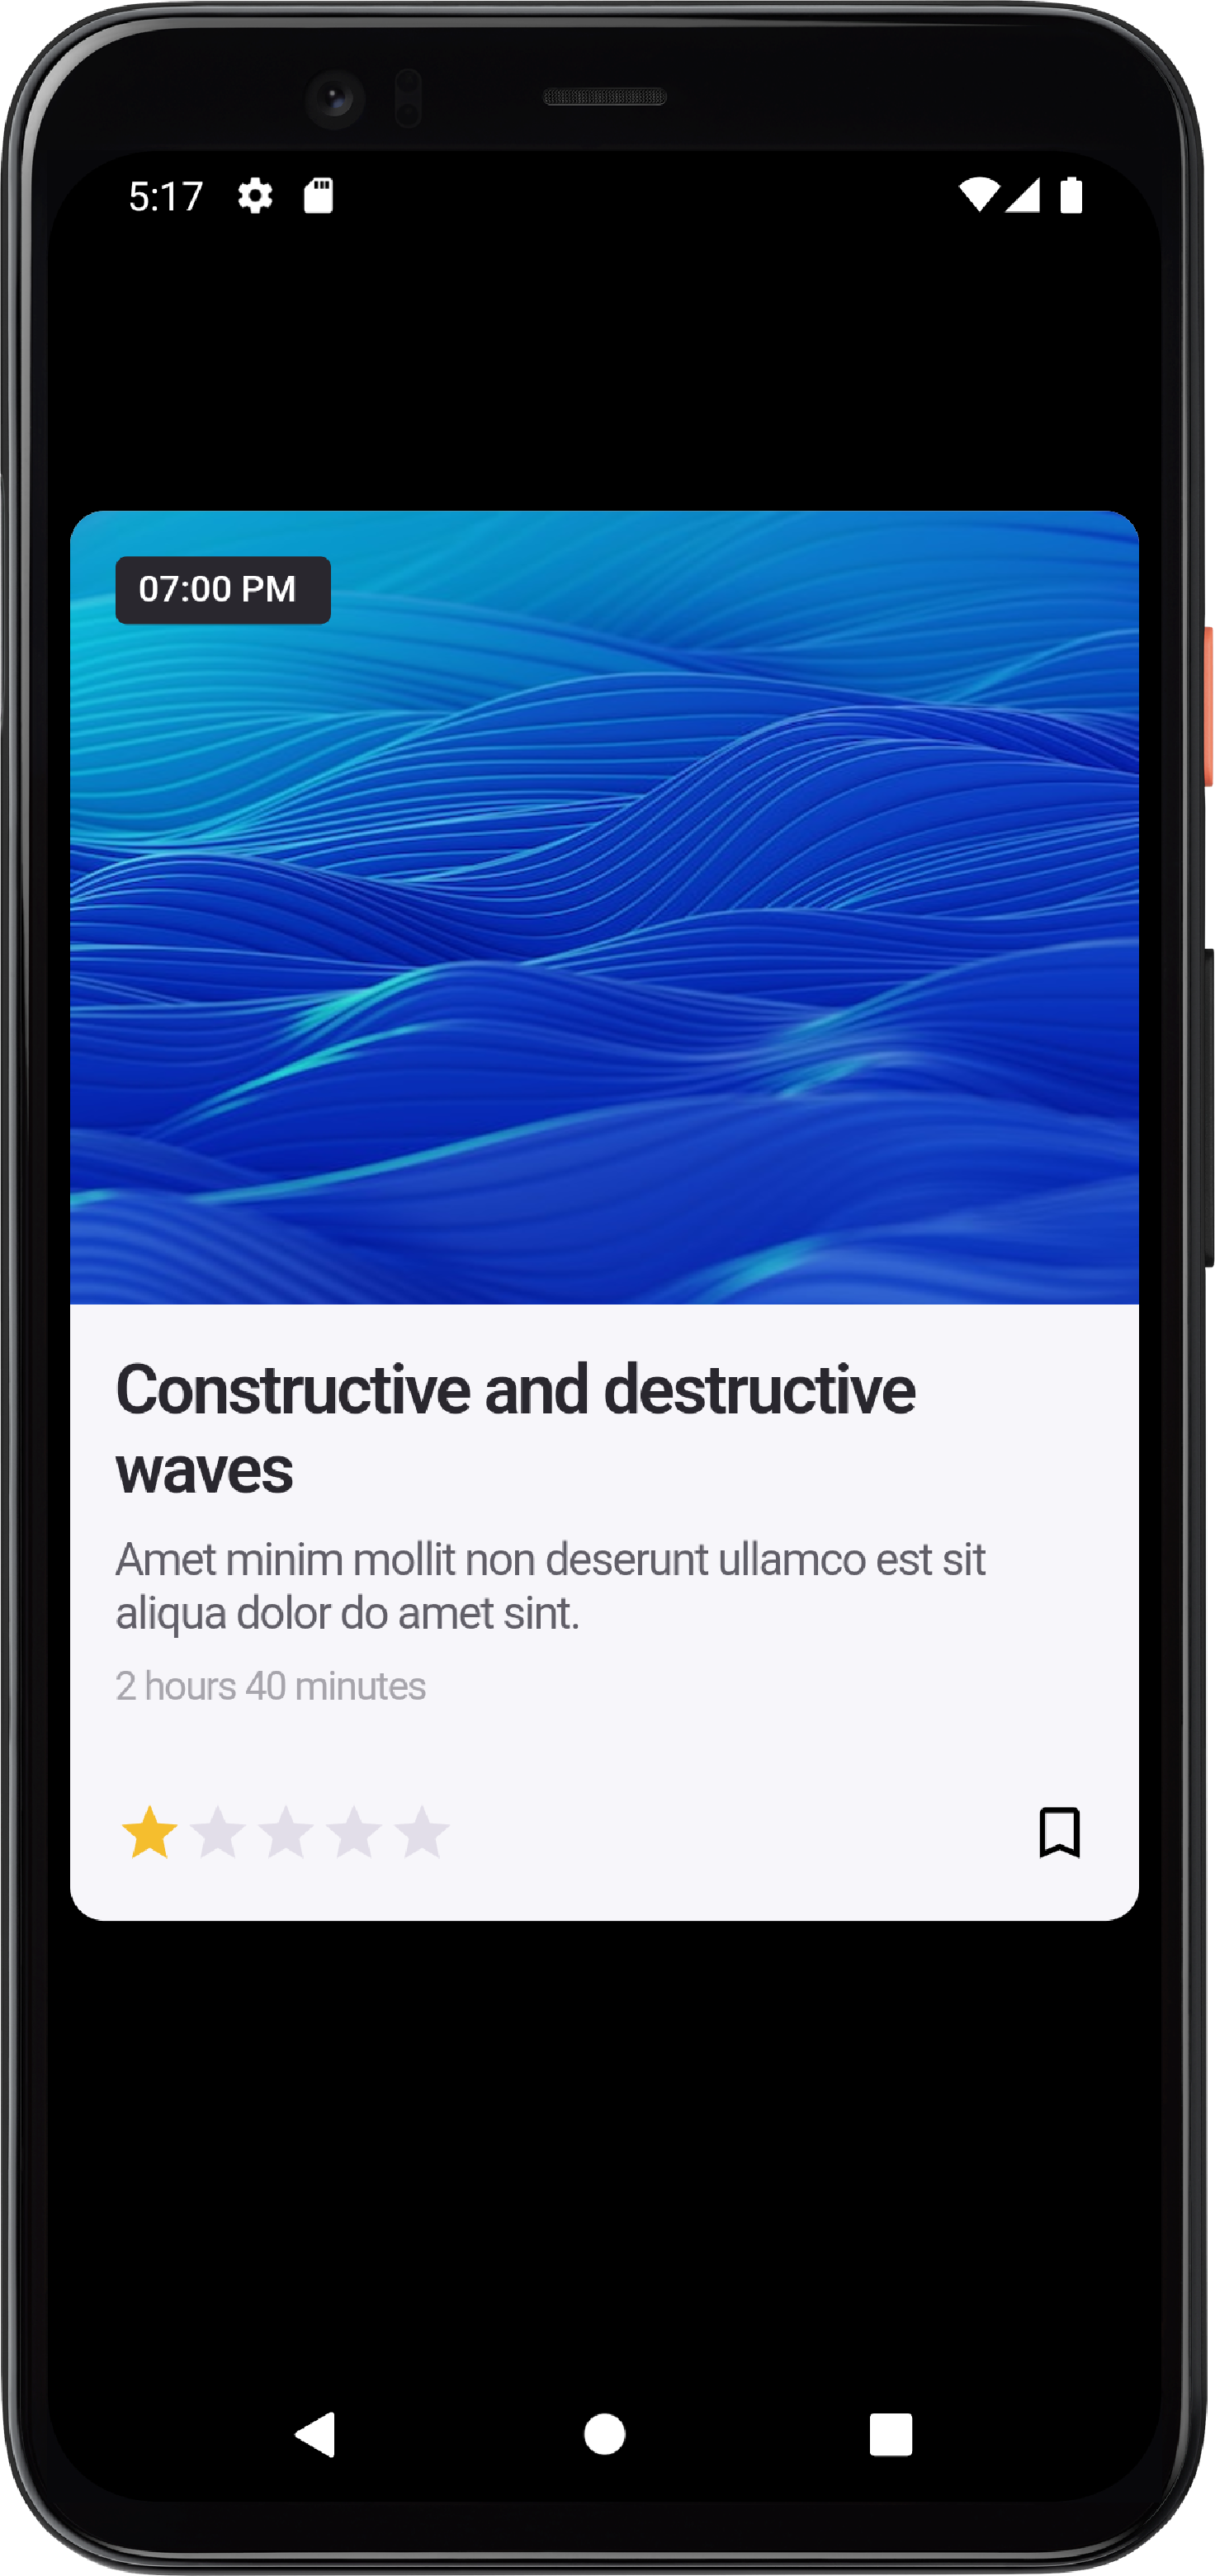 5:17
07:00 PM
Constructive and destructive
waves
Amet minim mollit non deserunt ullamco est sit
aliqua dolor do amet sint.
2 hours 40 minutes